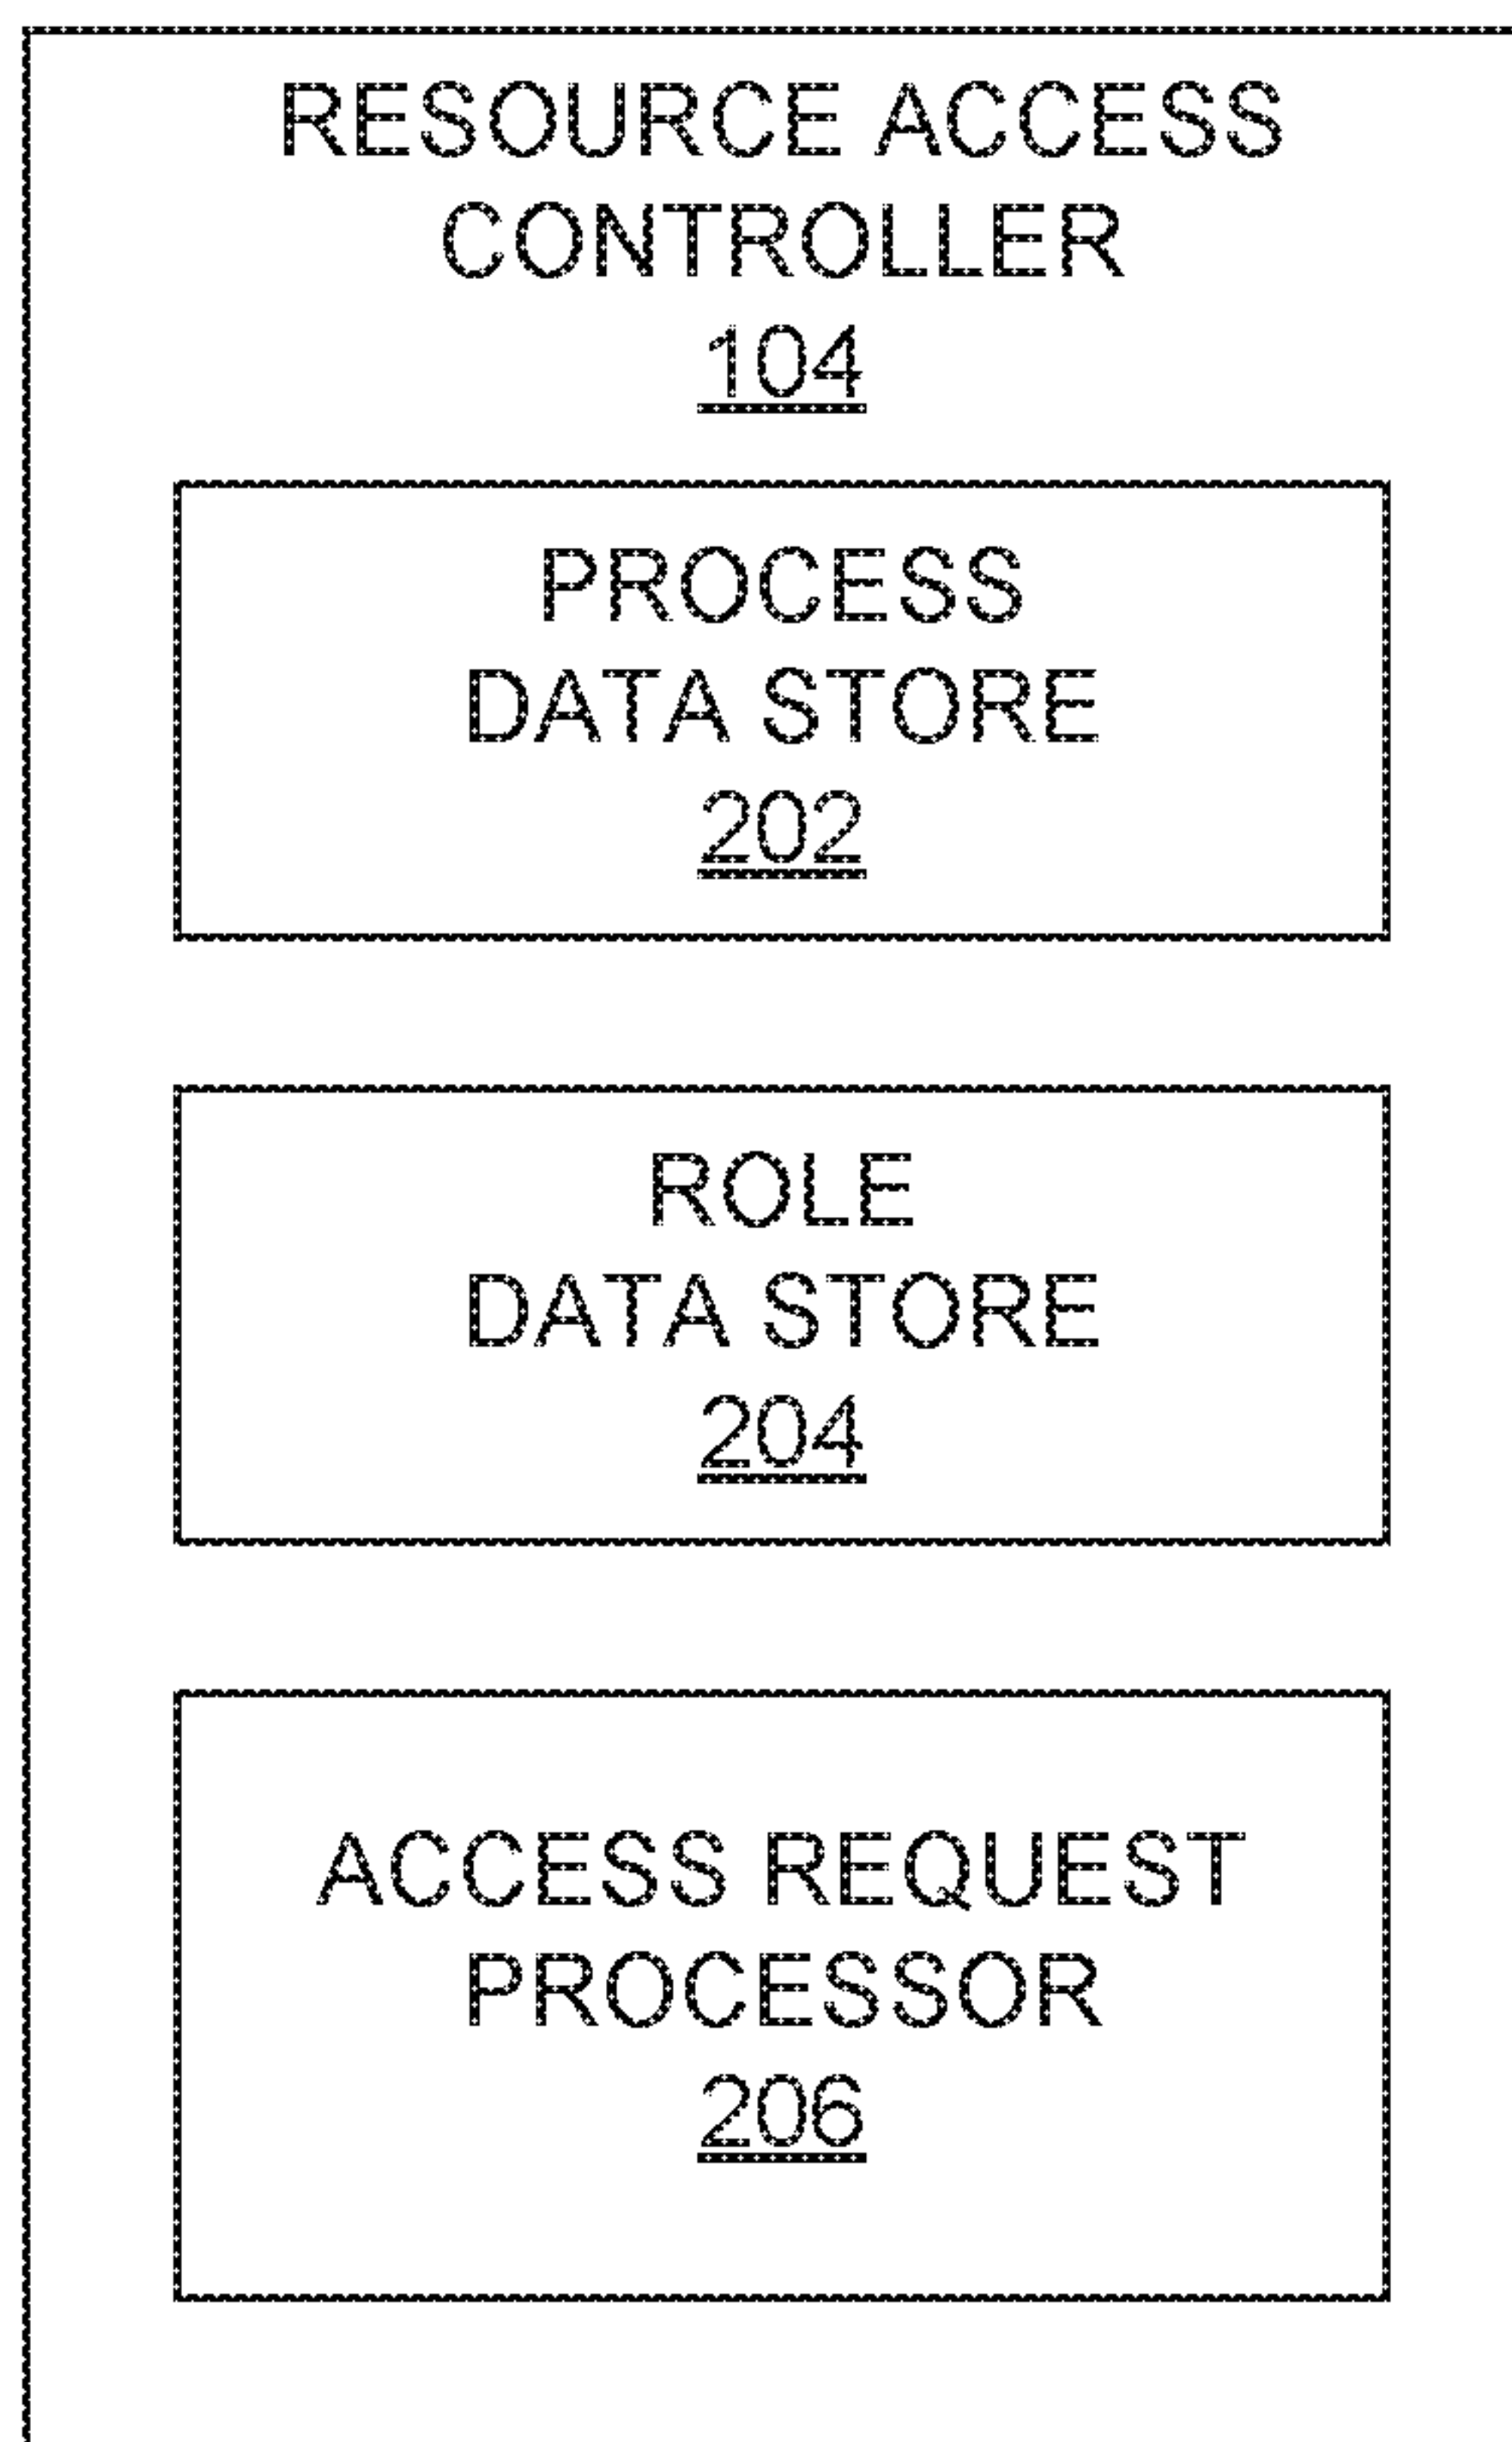 RESOURCE ACCESS
CONTROLLER
104
PROCESS
DATA STORE
202
ROLE
DATA STORE
204
ACCESS REQUEST
PROCESSOR
206